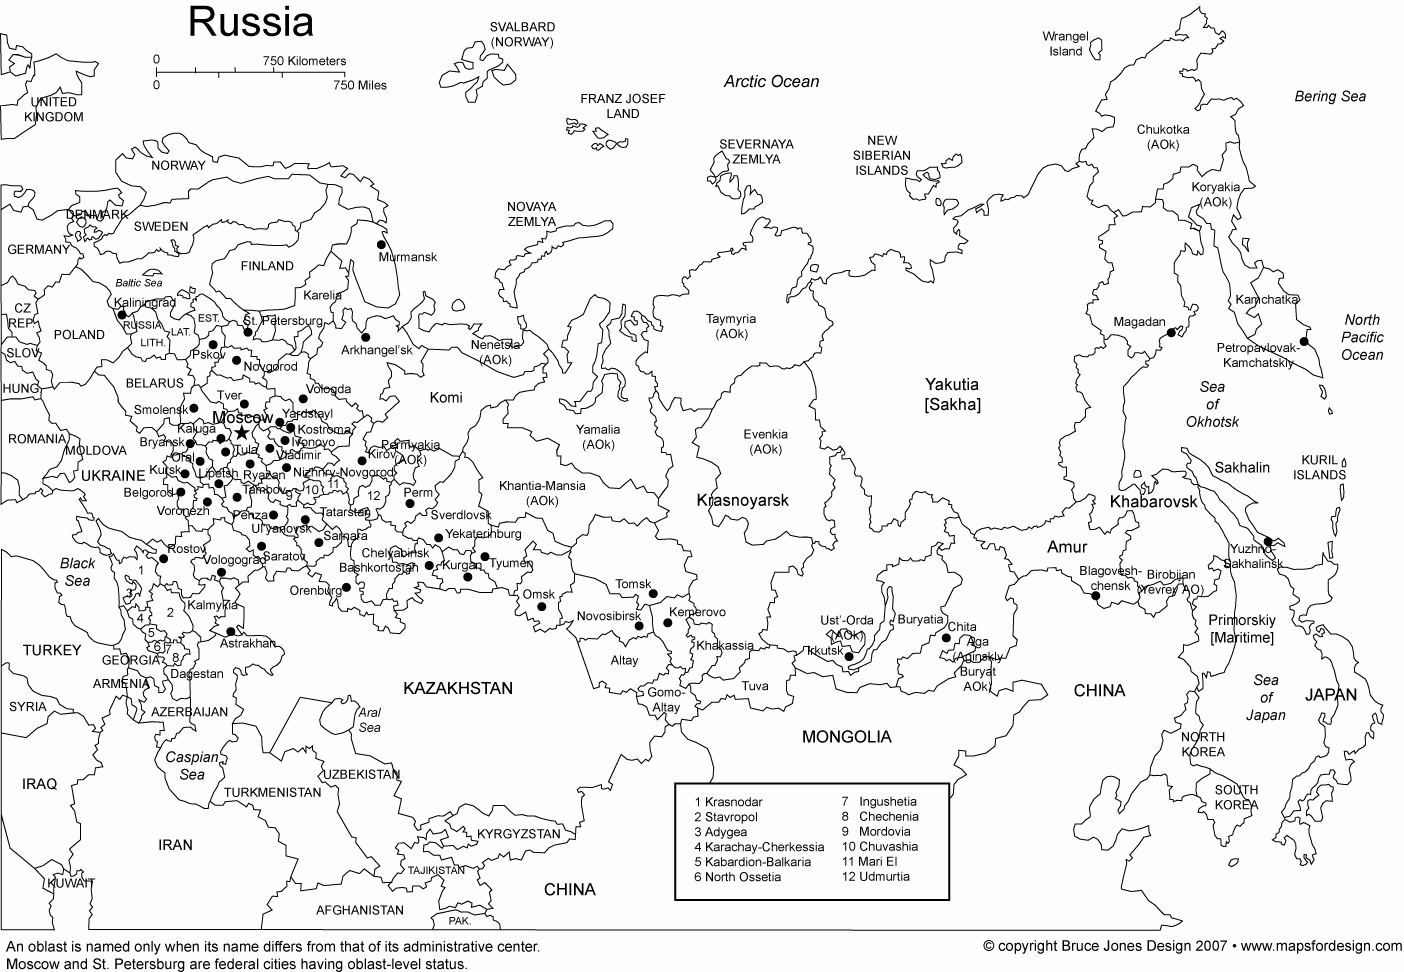 Russia
0
750 Kilometers
0
750 Miles
SVALBARD
(NORWAY)
Wrangel
Island
Arctic Ocean
Bering Sea
UNITED
KINGDOM
FRANZ JOSEF
LAND
Chukotka
(AOk)
SEVERNAYA
ZEMLYA
NEW
SIBERIAN
ISLANDS
NORWAY
Koryakia
(AOk)
DENMARK
SWEDEN
NOVAYA
ZEMLYA
GERMANY
FINLAND
Murmansk
Baltic Sea
Karelia
Kaliningrad
Kamchatka
CZ
REP.
POLAND
RUSSIA
LAT.
EST.
St. Petersburg
LITH.
Taymyria
(AOk)
Magadan
North
Pacific
Ocean
SLOV.
Pskov
Arkhangel'sk
Nenetsia
(AOk)
Petropavlovak-
Kamchatskiy
Novgorod
HUNG.
BELARUS
Tver
Vologda
Komi
Yakutia
[Sakha]
Sea
of
Okhotsk
Smolensk
Moscow
Yardstayl
Kostroma
Kaluga
Yamalia
(AOk)
Evenkia
(AOk)
ROMANIA
MOLDOVA
Bryansk
Ivonovo
Tula
Vladimir
Permyakia
(AOk)
Kirov
Oral
UKRAINE
Kutsk
Lipetsh
Ryazan
Nizhnry-Novgorod
Sakhalin
KURIL
ISLANDS
Belgorod
Tambovg
9
10
11
12
Perm
Khantia-Mansia
(AOk)
Krasnoyarsk
Khabarovsk
Voronezh
Penza
Tatarstan
Sverdlovsk
Ul'yanovsk
Samara
Yekaterinburg
Black
Sea
Rostov
Vologograd
Saratov
Chelyabinsk
Bashkortostan
Kurgan
Tyumen
Amur
Yuzhno-
Sakhalinsk
1
Orenburg
Omsk
Tomsk
Blagovesh-
chensk
Birobijan
(Yevrey AO)
2
Kalmykia
Novosibirsk
Kemerovo
Ust'-Orda
(AOk)
Buryatia
Chita
Primorskiy
[Maritime]
4
5
Astrakhan
Khakassia
Irkutsk
Aga
(Aginskly
Buryat
AOk)
TURKEY
6
7
8
GEORGIA
Dagestan
Altay
ARMENIA
KAZAKHSTAN
Gomo-
Altay
Tuva
CHINA
Sea
of
Japan
JAPAN
SYRIA
AZERBAIJAN
Aral
Sea
MONGOLIA
NORTH
KOREA
Caspian
Sea
IRAQ
TURKMENISTAN
UZBEKISTAN
SOUTH
KOREA
1 Krasnodar
2 Stavropol
3 Adygea
4 Karachay-Cherkessia
5 Kabardion-Balkaria
6 North Ossetia
7 Ingushetia
8 Chechenia
9 Mordovia
10 Chuvashia
11 Mari El
12 Udmurtia
IRAN
KYRGYZSTAN
KUWAIT
TAJIKISTAN
CHINA
AFGHANISTAN
PAK.
An oblast is named only when its name differs from that of its administrative center.
Moscow and St. Petersburg are federal cities having oblast-level status.
© copyright Bruce Jones Design 2007 • www.mapsfordesign.com